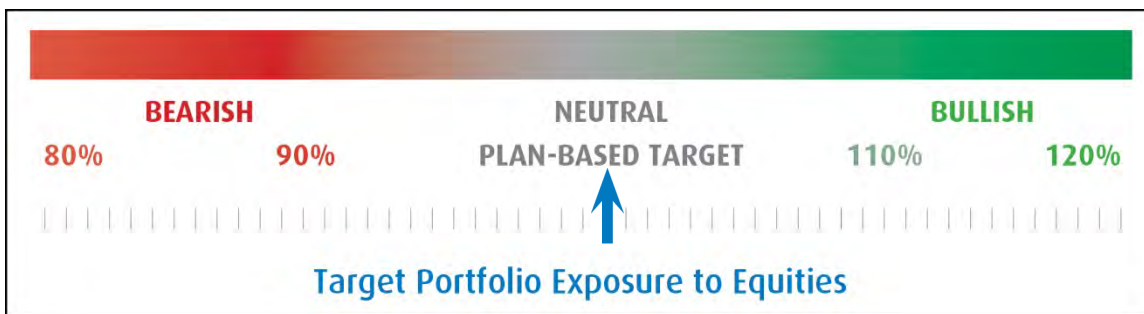 BEARISH NEUTRAL BULLISH
80% 90% PLAN-BASED TARGET 110% 120%
Target Portfolio Exposure to Equities